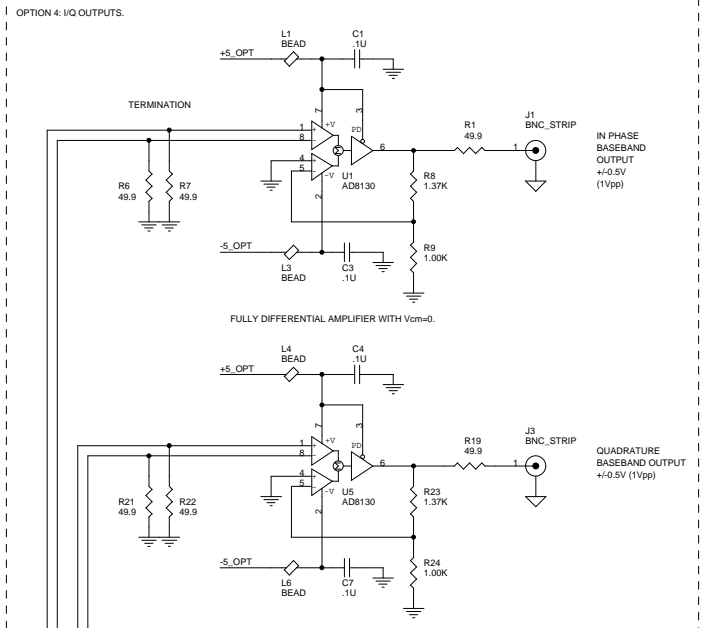 OPTION 4: I/Q OUTPUTS.
L1
BEAD
C1
.1U
+5_OPT
TERMINATION
7
3
1
8
+V
PD
+
-
4
5
+
-
-V
2
6
U1
AD8130
R1
49.9
J1
BNC_STRIP
1
IN PHASE
BASEBAND
OUTPUT
+/-0.5V
(1Vpp)
R6
49.9
R7
49.9
R8
1.37K
R9
1.00K
-5_OPT
L3
BEAD
C3
.1U
FULLY DIFFERENTIAL AMPLIFIER WITH Vcm=0.
L4
BEAD
C4
.1U
+5_OPT
7
3
1
8
+V
PD
+
-
4
5
+
-
-V
2
6
U5
AD8130
R19
49.9
J3
BNC_STRIP
1
QUADRATURE
BASEBAND OUTPUT
+/-0.5V (1Vpp)
R21
49.9
R22
49.9
R23
1.37K
R24
1.00K
-5_OPT
L6
BEAD
C7
.1U